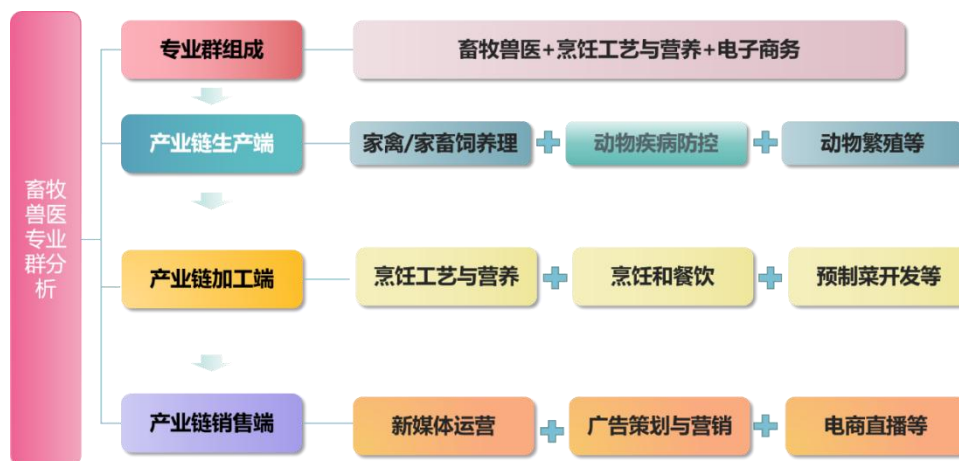 畜牧
兽医
专业
群分
析
专业群组成
畜牧兽医+烹饪工艺与营养+电子商务
产业链生产端
家禽/家畜饲养理
动物疾病防控
动物繁殖等
产业链加工端
烹饪工艺与营养
烹饪和餐饮
预制菜开发等
产业链销售端
新媒体运营
广告策划与营销
电商直播等